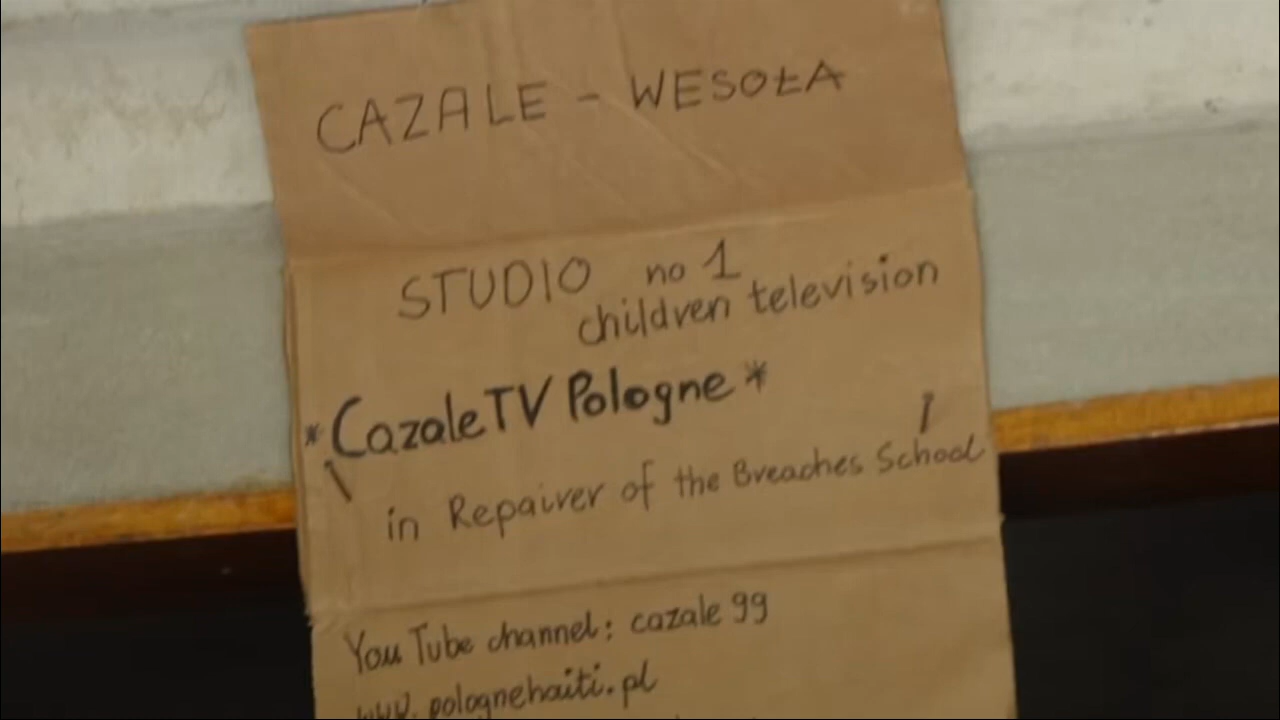 CAZALE - WESOŁA
STUDIO no 1
children television
*CazaleTV Pologne*
in Repairer of the Breaches School
You Tube channel: cazale 99
www.polognehaiti.pl